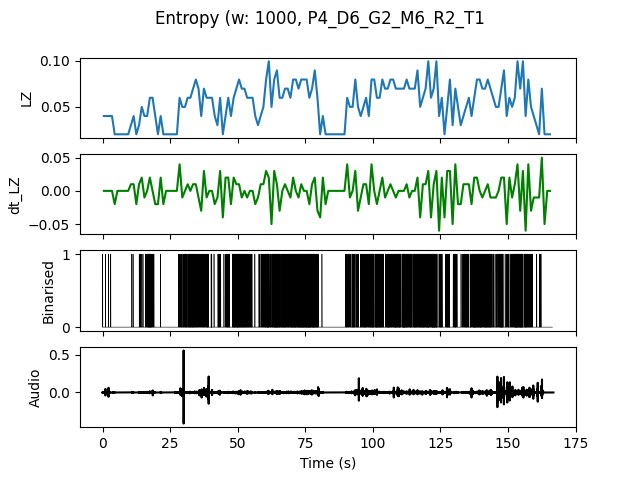 Entropy (w: 1000, P4_D6_G2_M6_R2_T1
0.10
0.05
LZ
0.05
0.00
−0.05
dt_LZ
1
0
Binarised
0.5
0.0
Audio
0 25 50 75 100 125 150 175
Time (s)